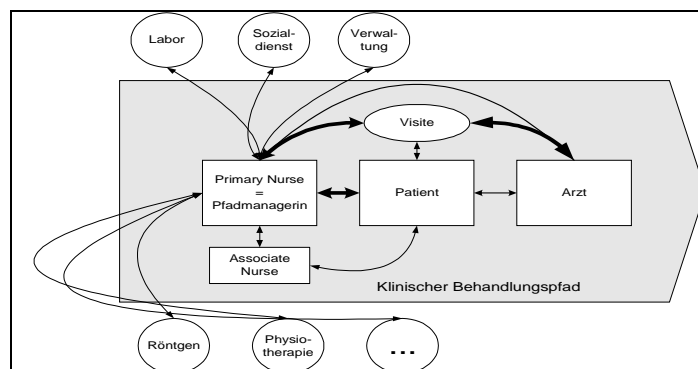 Labor
Sozial-
dienst
Verwal-
tung
Visite
Primary Nurse
=
Pfadmanagerin
Patient
Arzt
Associate
Nurse
Klinischer Behandlungspfad
Röntgen
Physio-
therapie
...